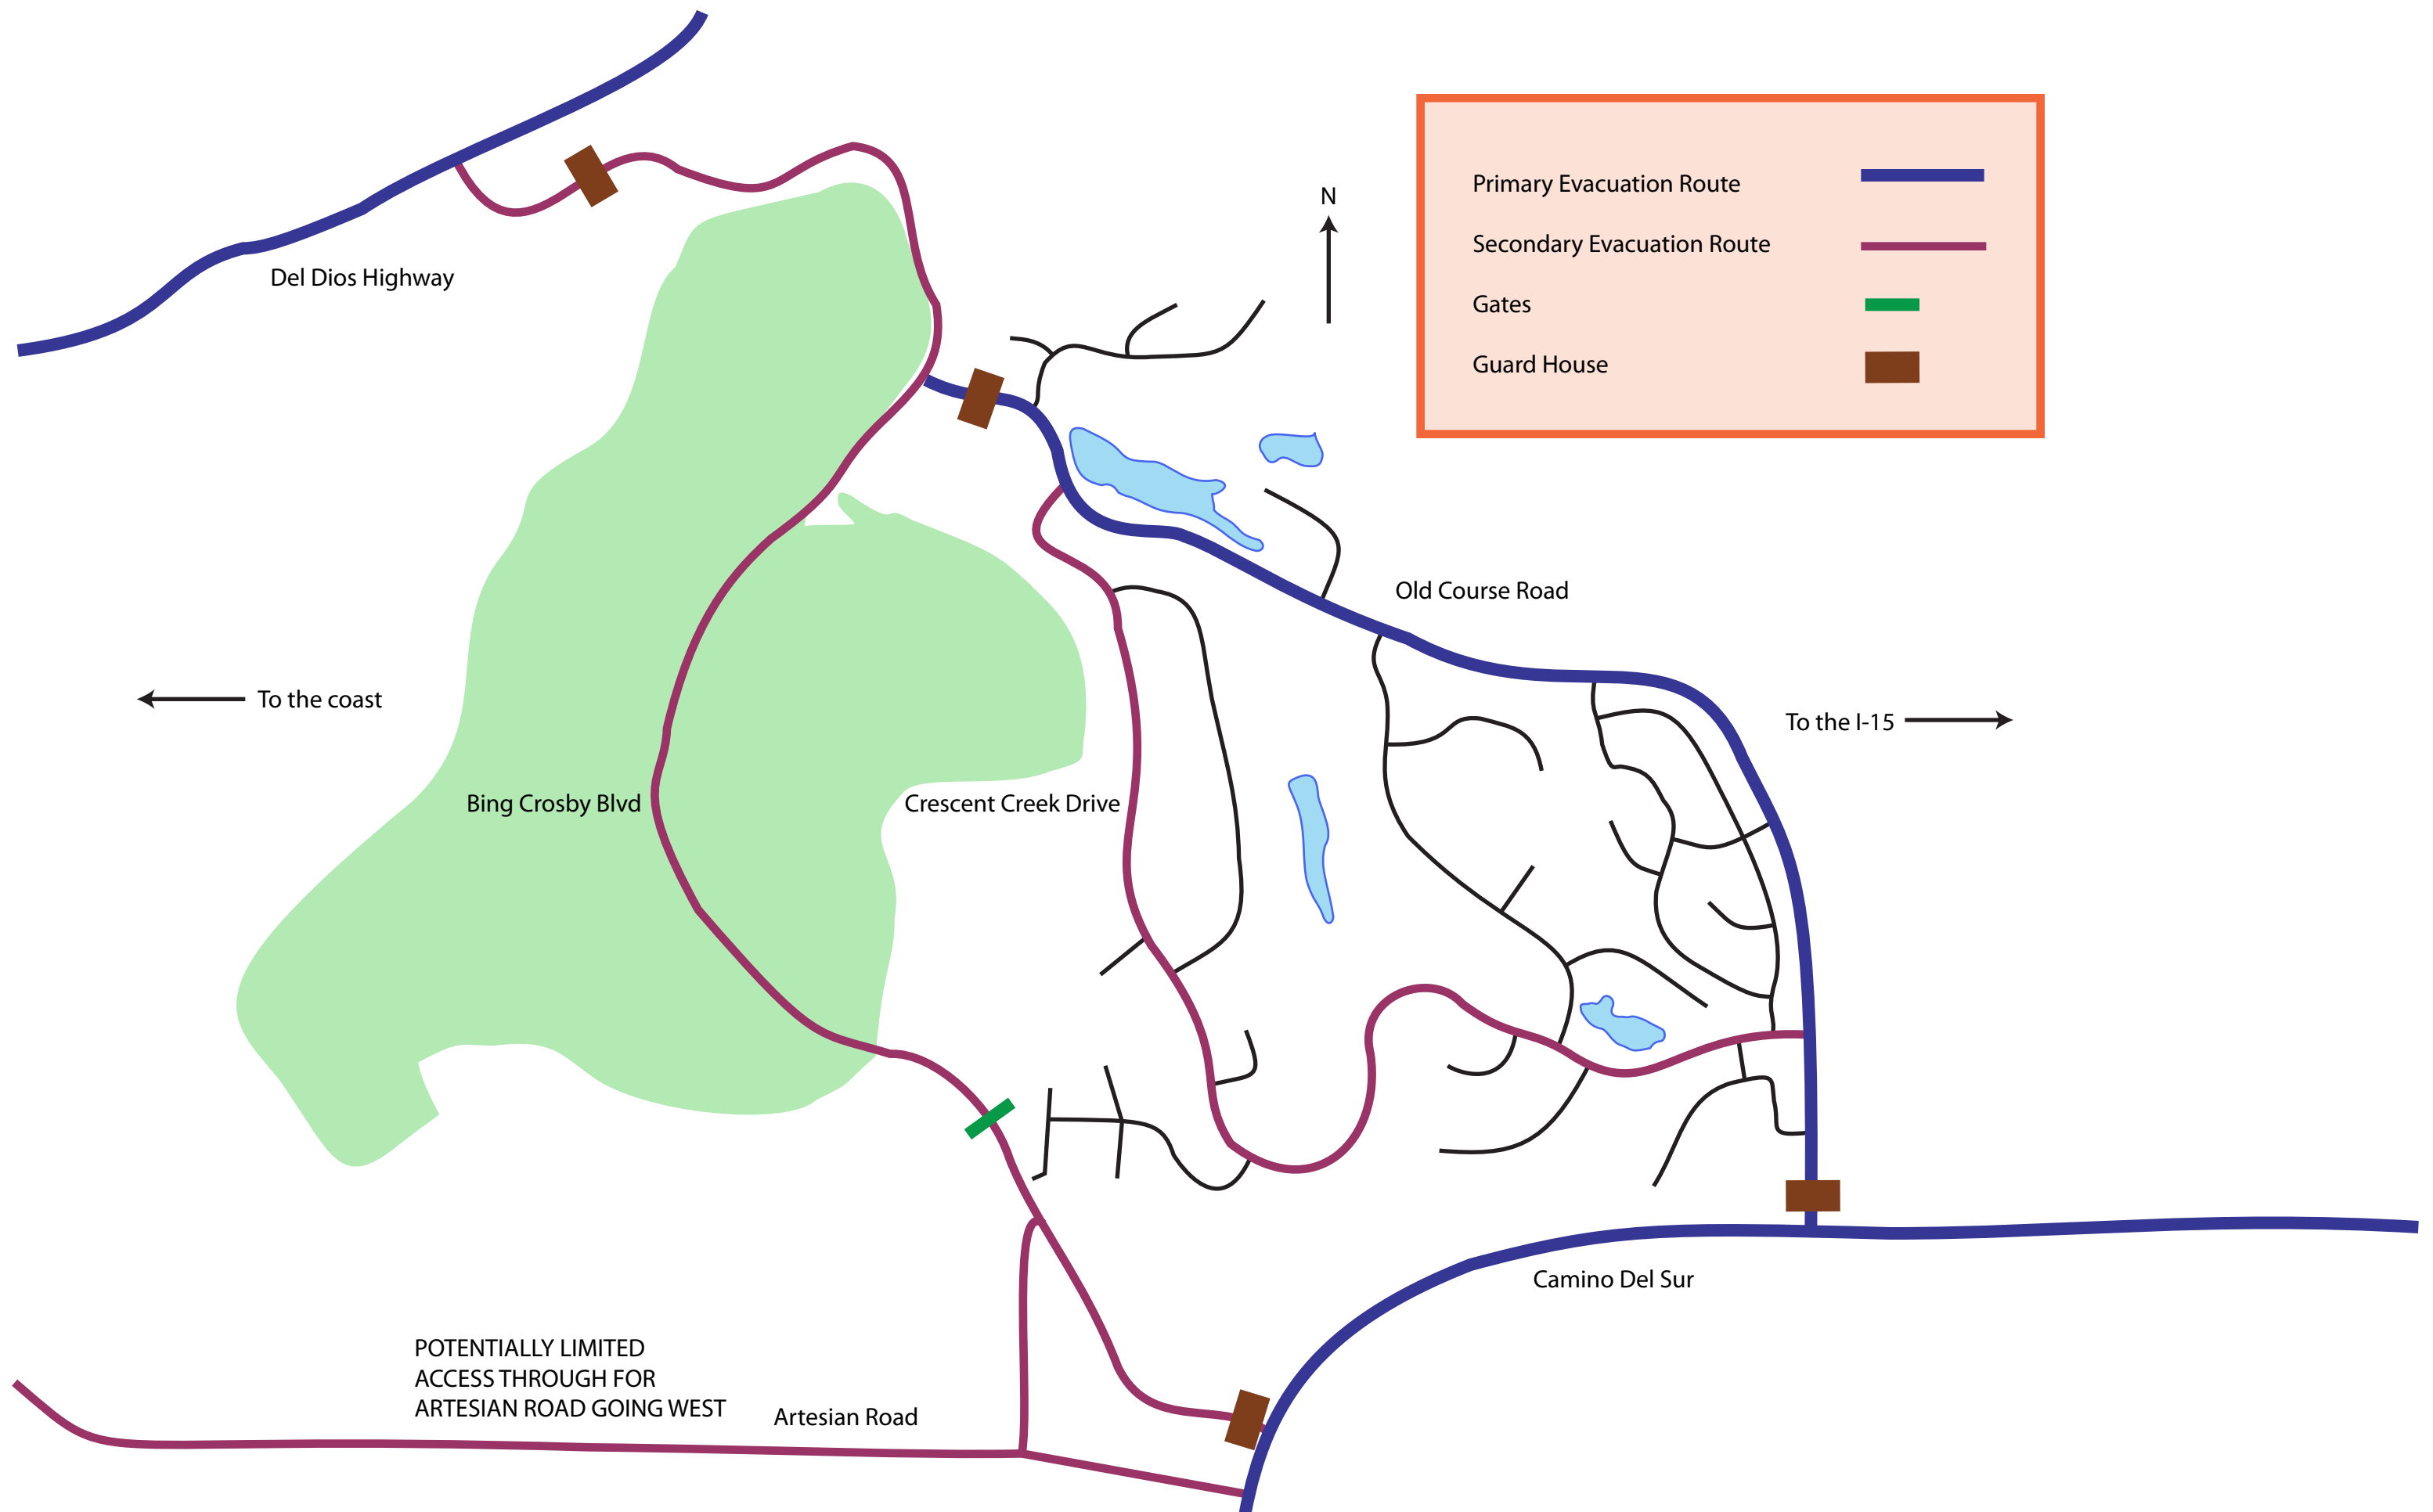 N
Primary Evacuation Route
Secondary Evacuation Route
Gates
Guard House
Del Dios Highway
Old Course Road
To the coast
To the I-15
Bing Crosby Blvd
Crescent Creek Drive
Camino Del Sur
POTENTIALLY LIMITED
ACCESS THROUGH FOR
ARTESIAN ROAD GOING WEST
Artesian Road